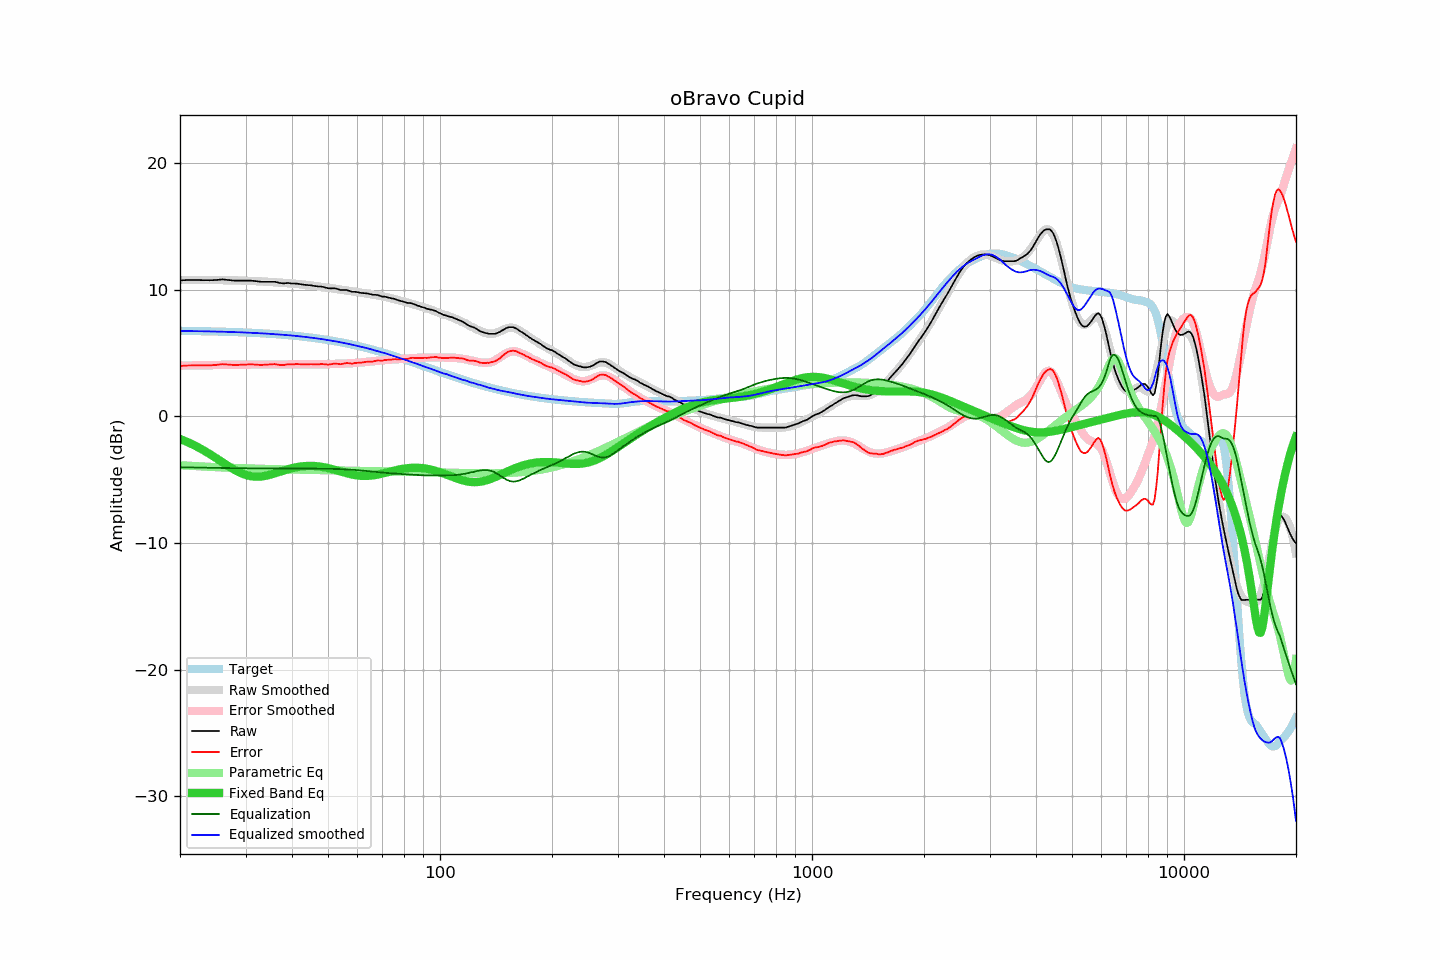 oBravo Cupid
Amplitude (dBr)
20
10
0
−10
−20
−30
Target
Raw Smoothed
Error Smoothed
Raw
Error
Parametric Eq
Fixed Band Eq
Equalization
Equalized smoothed
100
1000
10000
Frequency (Hz)